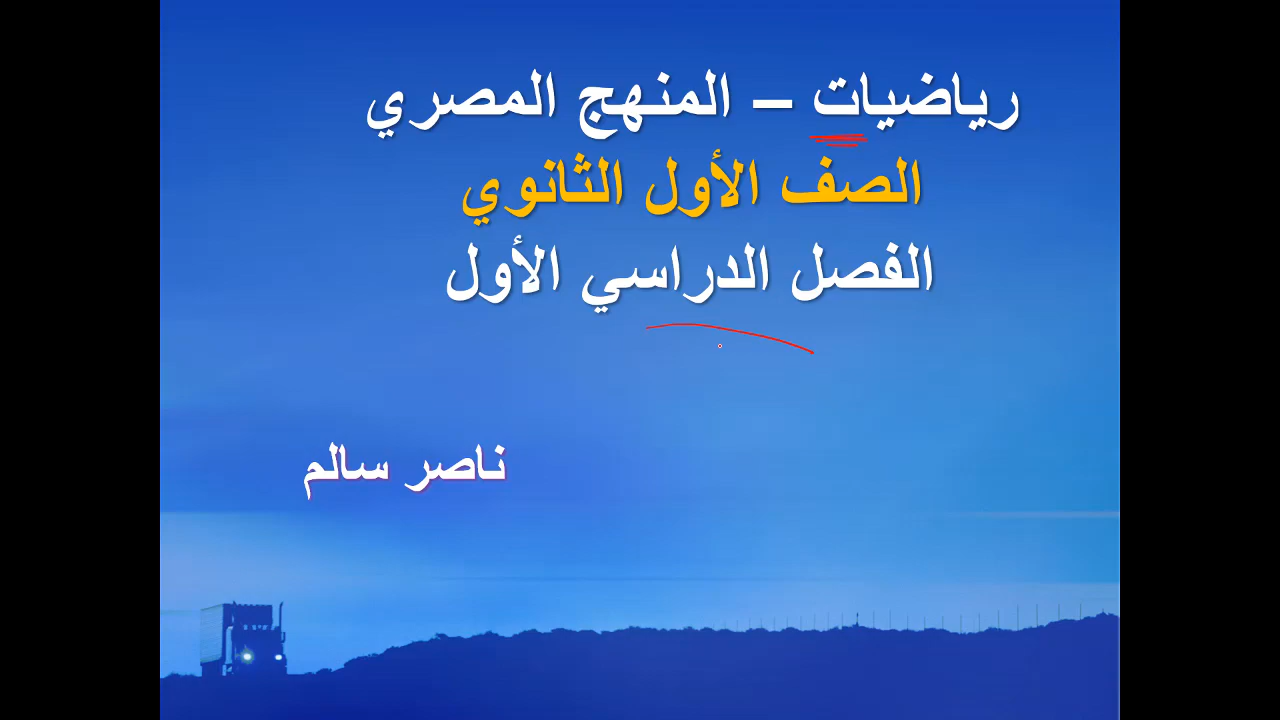 رياضيات – المنهج المصري
الصف الأول الثانوي
الفصل الدراسي الأول
ناصر سالم